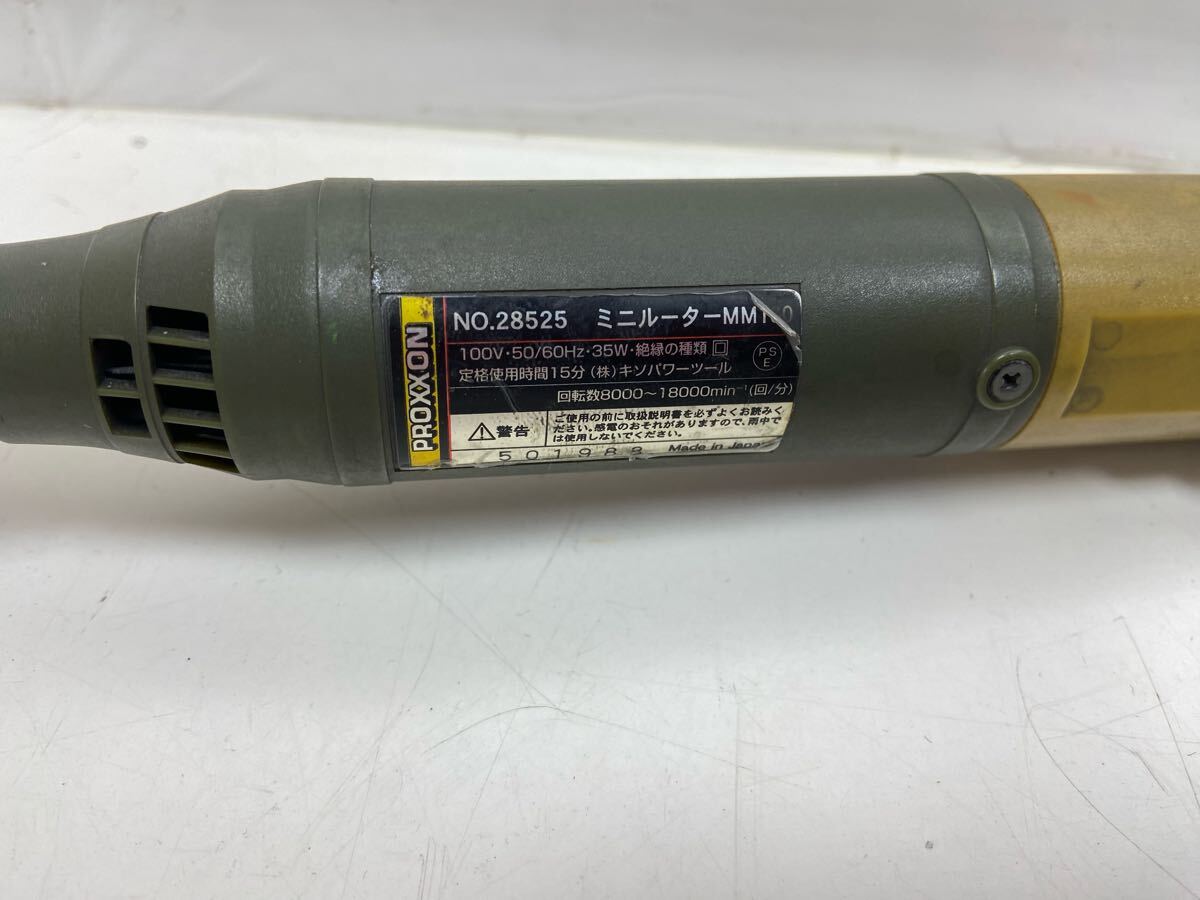 PROXXON
NO.28525 ミニルーター
100V・50/60Hz・35W・絶縁の種類 回
PS
E
定格使用時間15分 (株)キソパワーツール
回転数8000〜18000min⁻¹(回/分)
⚠警告
ご使用の前に取扱説明書を必ずよくお読みく
ださい。感電のおそれがありますので、雨中で
は使用しないでください。
501988 Made in